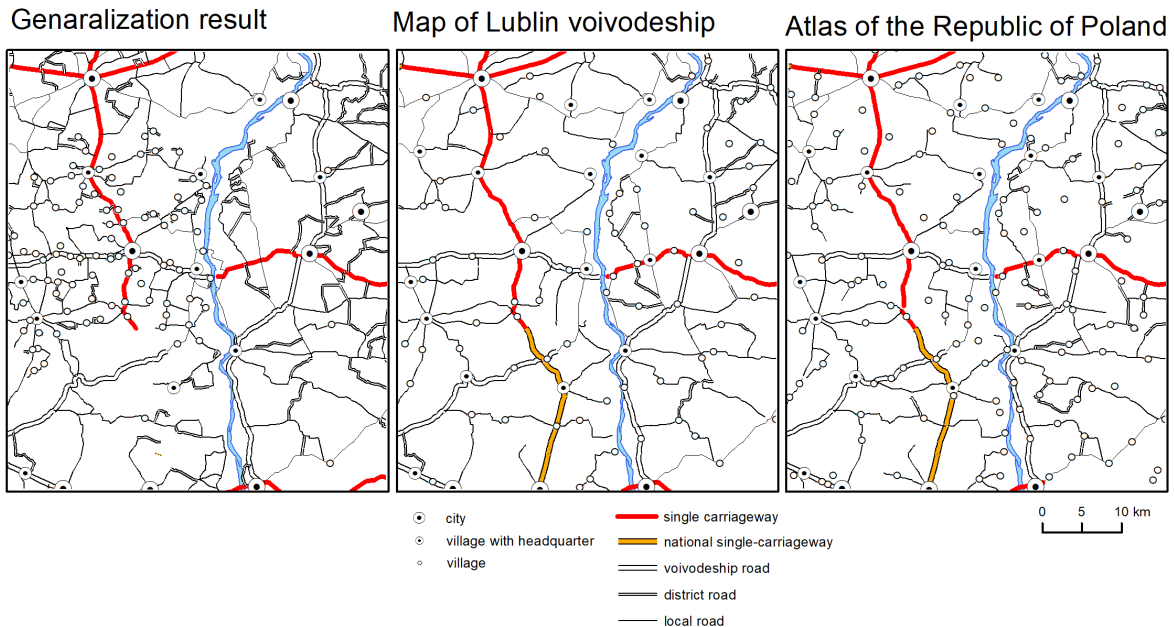 Genaralization result
Map of Lublin voivodeship
Atlas of the Republic of Poland
city
village with headquarter
village
single carriageway
national single-carriageway
voivodeship road
district road
local road
0 5 10 km